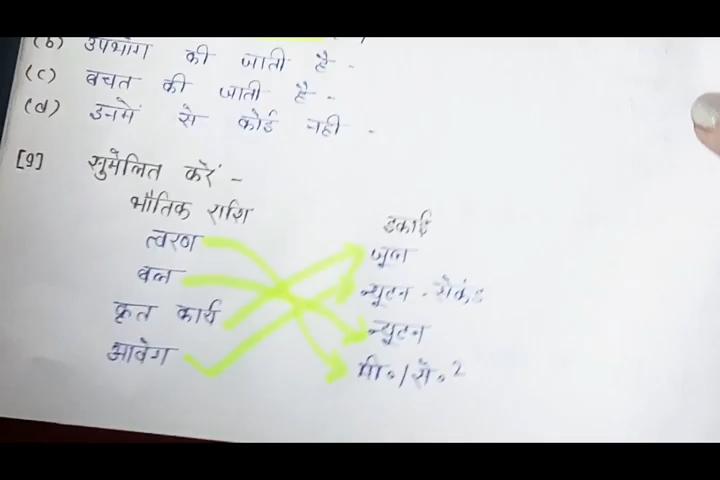 (b) उपभोग की जाती है -
(c) बचत की जाती है -
(d) इनमें से कोई नही -
[9] सुमेलित करें -
भौतिक राशि इकाई
त्वरण जूल
बल न्यूटन - सेकंड
कृत कार्य न्यूटन
आवेग मी०/से०²